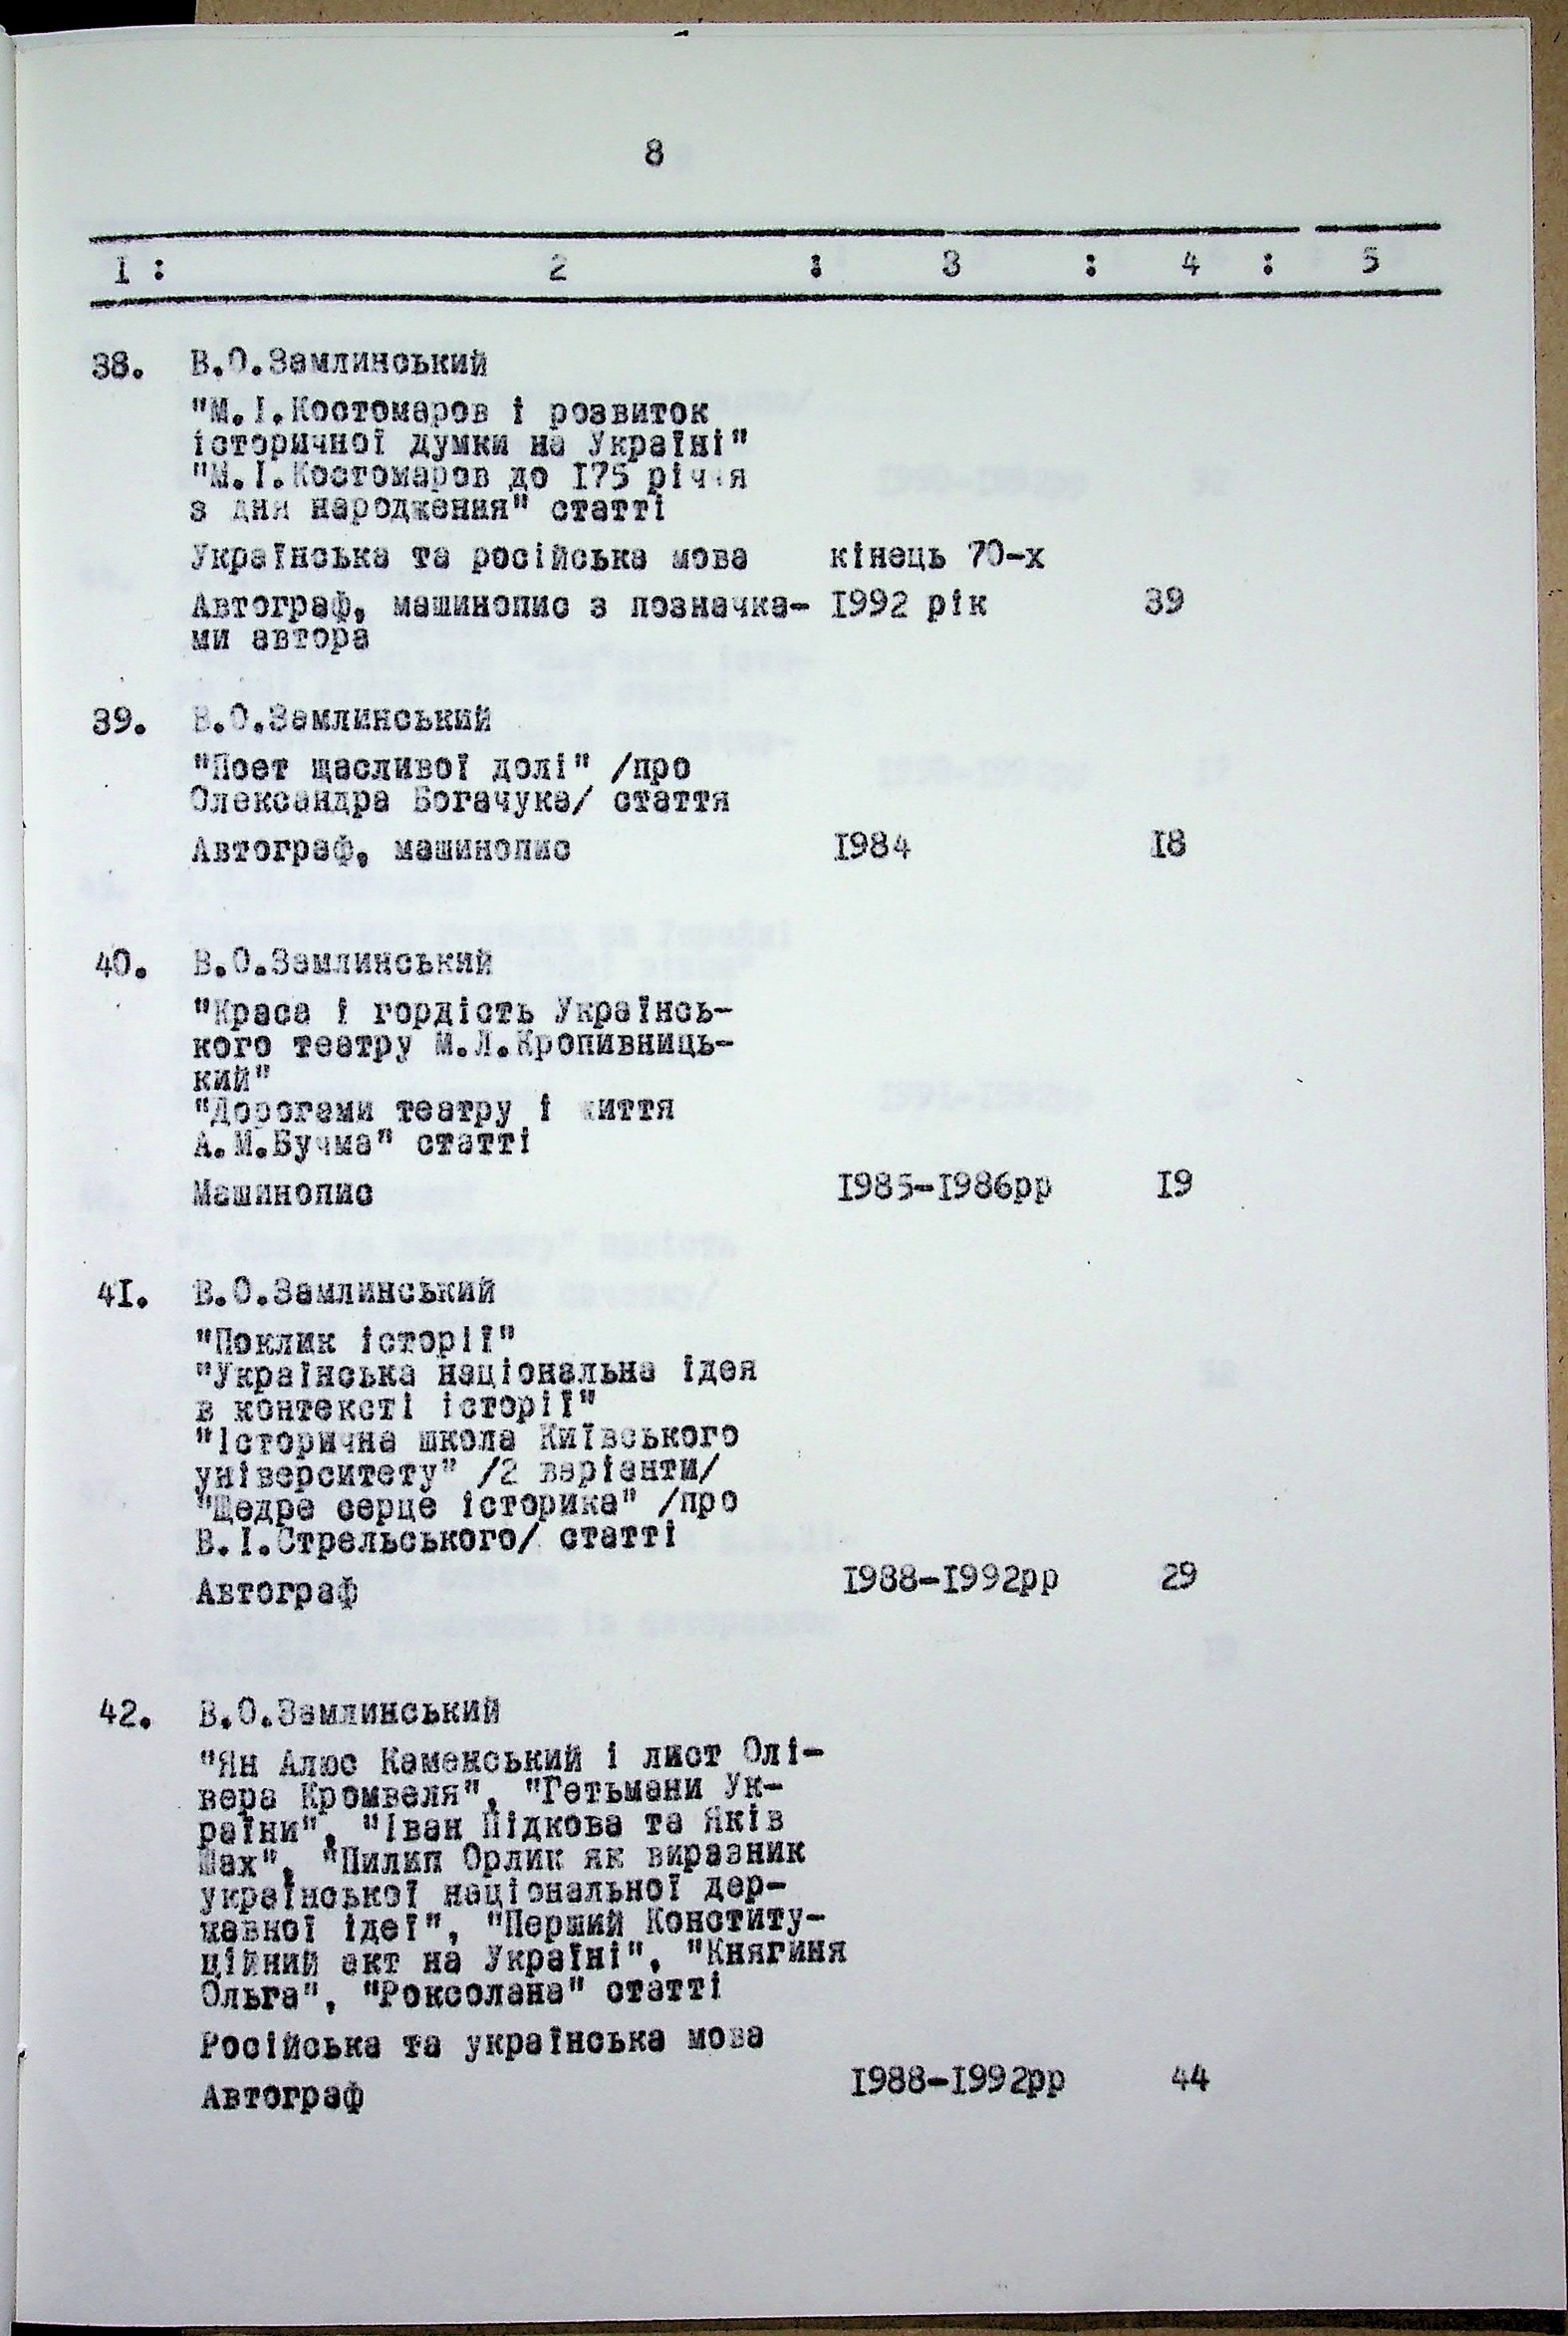 8
1 : 2 : 3 : 4 : 5
38. В.О.Замлинський
"М.І.Костомаров і розвиток
історичної думки на Україні"
"М.І.Костомаров до 175 річчя
з дня народження" статті
Українська та російська мова кінець 70-х
Автограф, машинопис з позначка- 1992 рік 39
ми автора
39. В.О.Замлинський
"Поет щасливої долі" /про
Олександра Богачука/ стаття
Автограф, машинопис 1984 18
40. В.О.Замлинський
"Краса і гордість Українсь-
кого театру М.Л.Кропивниць-
кий"
"Дорогами театру і життя
А.М.Бучма" статті
Машинопис 1985-1986рр 19
41. В.О.Замлинський
"Поклик історії"
"Українська національна ідея
в контексті історії"
"Історична школа Київського
університету" /2 варіанти/
"Щедре серце історика" /про
В.І.Стрельського/ статті
Автограф 1988-1992рр 29
42. В.О.Замлинський
"Ян Алюс Каменський і лист Олі-
вера Кромвеля", "Гетьмани Ук-
раїни", "Іван Підкова та Яків
Шах", "Пилип Орлик як виразник
української національної дер-
жавної ідеї", "Перший Конститу-
ційний акт на Україні", "Княгиня
Ольга", "Роксолана" статті
Російська та українська мова
Автограф 1988-1992рр 44